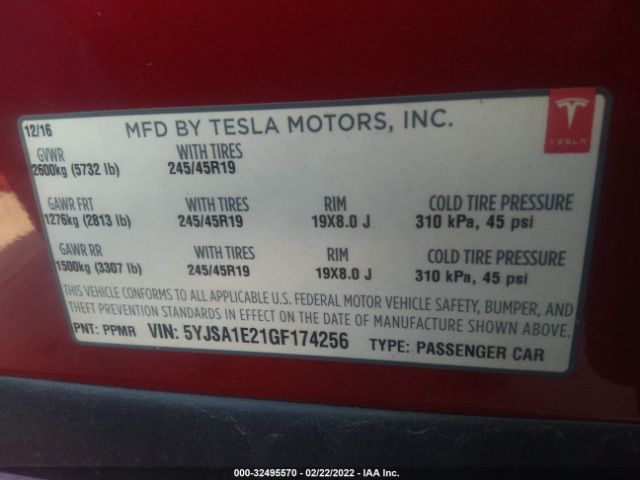 12/16 MFD BY TESLA MOTORS, INC.
TESLA
GVWR WITH TIRES
2600kg (5732 lb) 245/45R19
GAWR FRT WITH TIRES RIM COLD TIRE PRESSURE
1276kg (2813 lb) 245/45R19 19X8.0 J 310 kPa, 45 psi
GAWR RR WITH TIRES RIM COLD TIRE PRESSURE
1500kg (3307 lb) 245/45R19 19X8.0 J 310 kPa, 45 psi
THIS VEHICLE CONFORMS TO ALL APPLICABLE U.S. FEDERAL MOTOR VEHICLE SAFETY, BUMPER, AND
THEFT PREVENTION STANDARDS IN EFFECT ON THE DATE OF MANUFACTURE SHOWN ABOVE.
PNT: PPMR VIN: 5YJSA1E21GF174256 TYPE: PASSENGER CAR
000-32495570 - 02/22/2022 - IAA Inc.